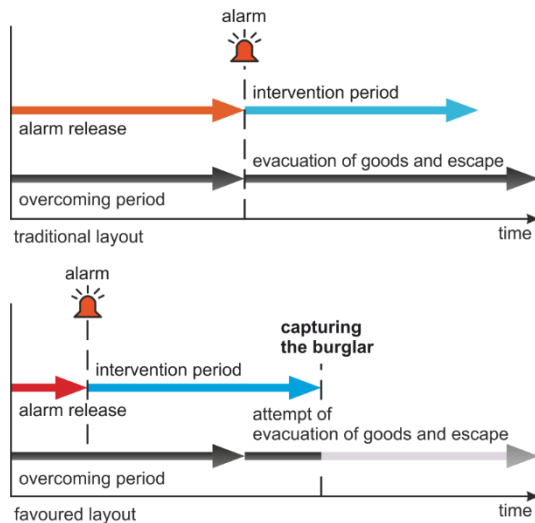 alarm
intervention period
alarm release
evacuation of goods and escape
overcoming period
time
traditional layout
alarm
capturing
the burglar
intervention period
alarm release
attempt of
evacuation of goods and escape
overcoming period
time
favoured layout